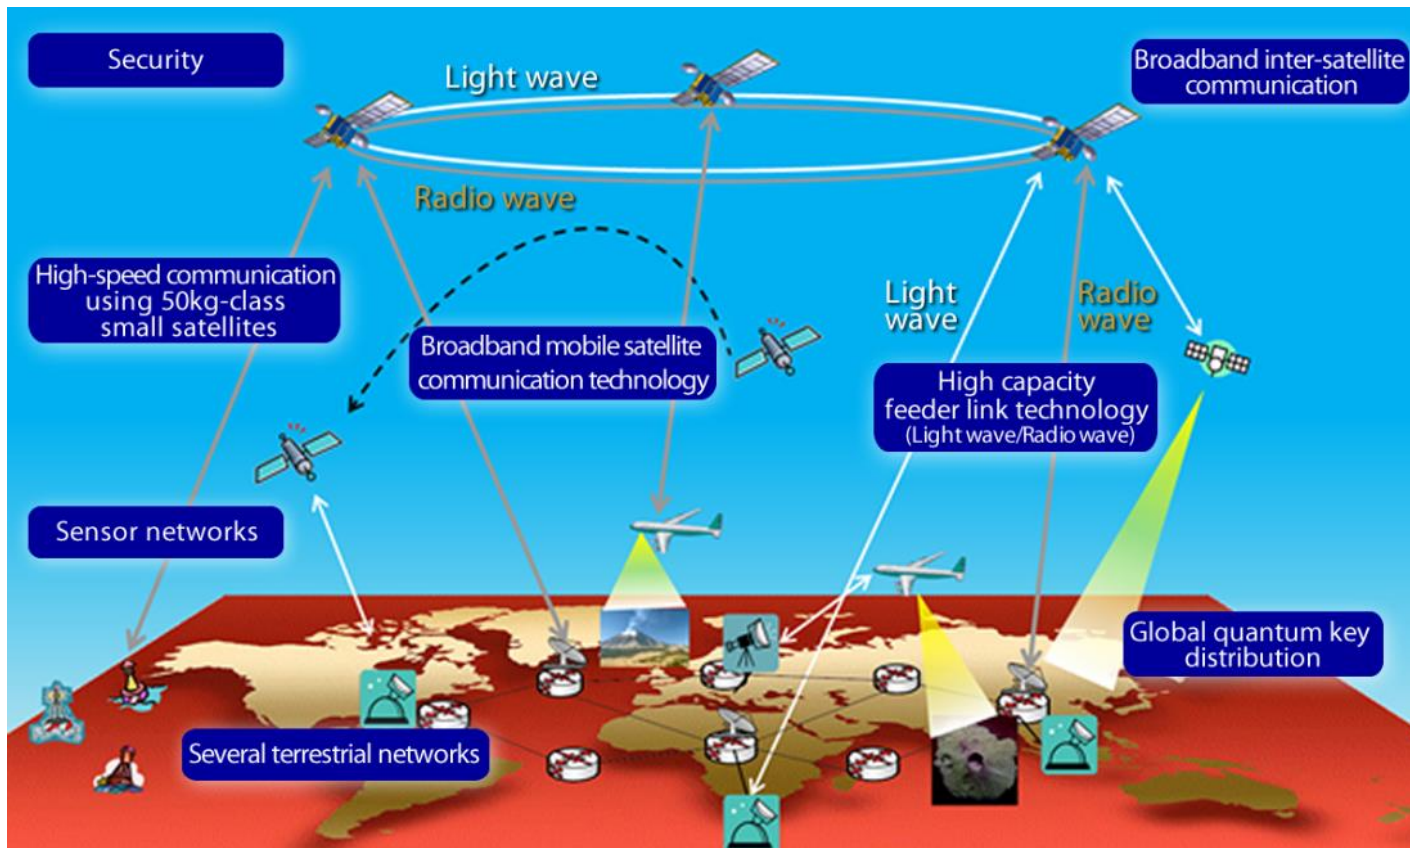 Security
Light wave
Broadband inter-satellite
communication
Radio wave
High-speed communication
using 50kg-class
small satellites
Light
wave
Radio
wave
Broadband mobile satellite
communication technology
High capacity
feeder link technology
(Light wave/Radio wave)
Sensor networks
Global quantum key
distribution
Several terrestrial networks